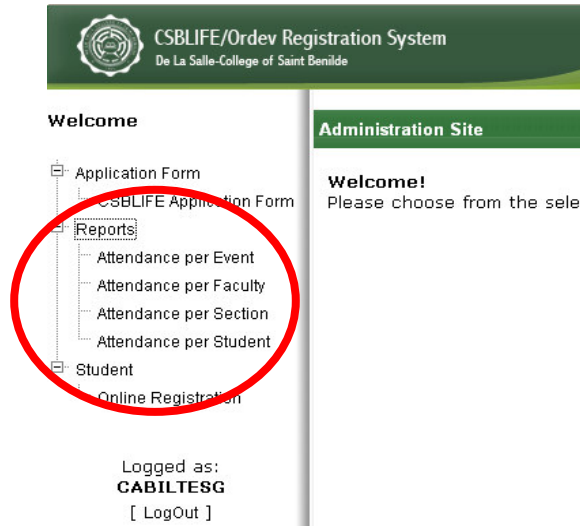 CSBLIFE/Ordev Registration System
De La Salle-College of Saint Benilde
Welcome
Application Form
CSBLIFE Application Form
Reports
Attendance per Event
Attendance per Faculty
Attendance per Section
Attendance per Student
Student
Online Registration
Logged as:
CABILTESG
[ LogOut ]
Administration Site
Welcome!
Please choose from the sele